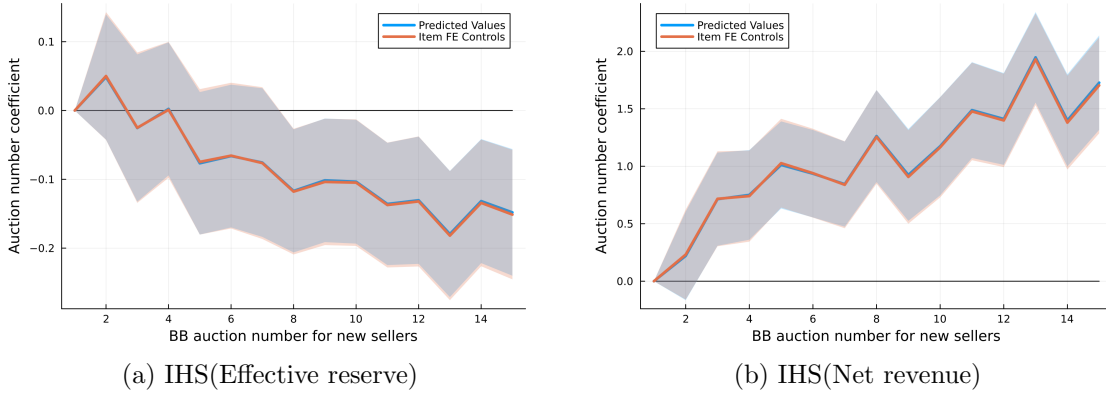 Predicted Values
Item FE Controls
0.1
0.0
−0.1
−0.2
Auction number coefficient
2 4 6 8 10 12 14
BB auction number for new sellers
(a) IHS(Effective reserve)
Predicted Values
Item FE Controls
2.0
1.5
1.0
0.5
0.0
Auction number coefficient
2 4 6 8 10 12 14
BB auction number for new sellers
(b) IHS(Net revenue)